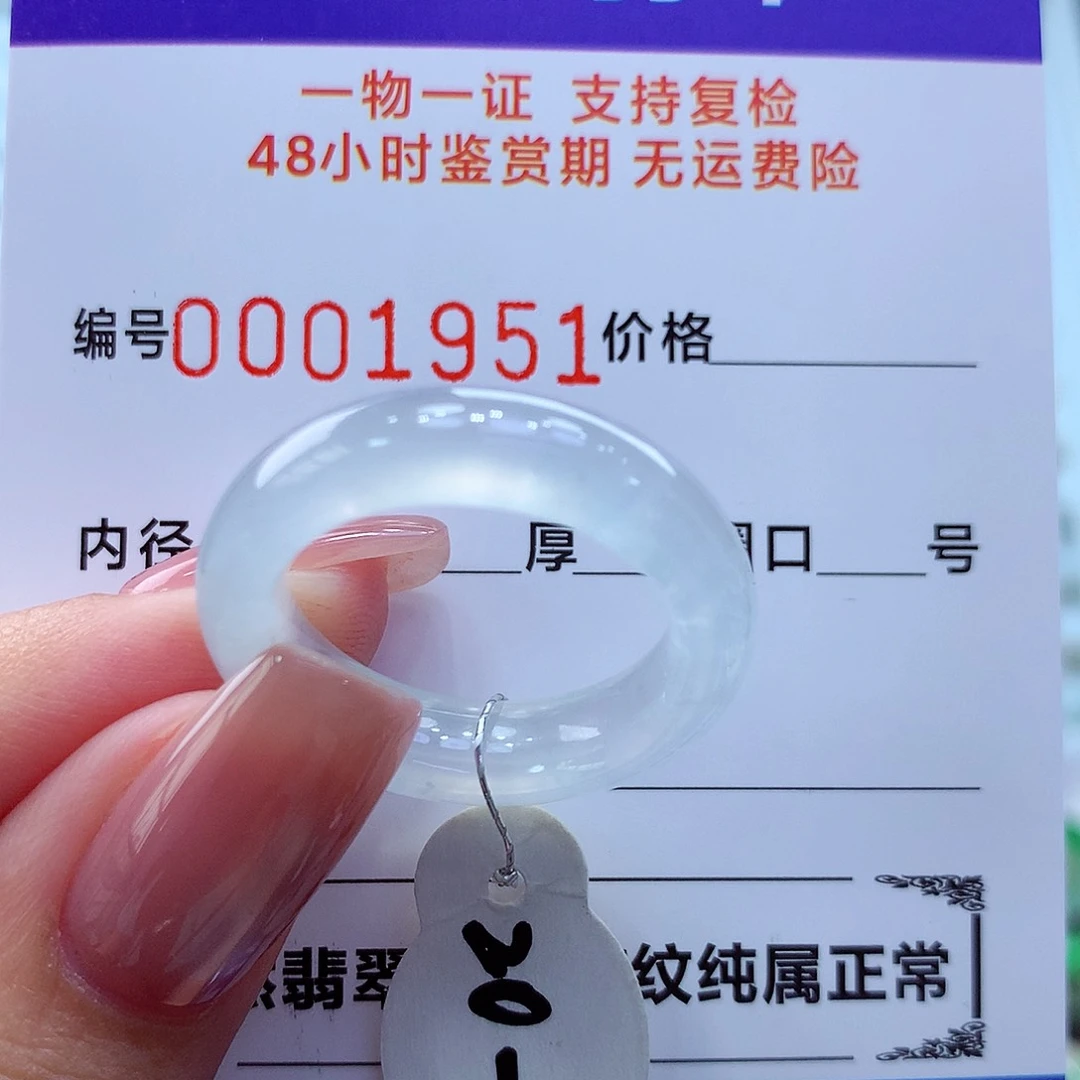 一物一证 支持复检
48小时鉴赏期 无运费险
编号0001951价格
内径 厚 圈口 号
翡翠 纹纯属正常
20